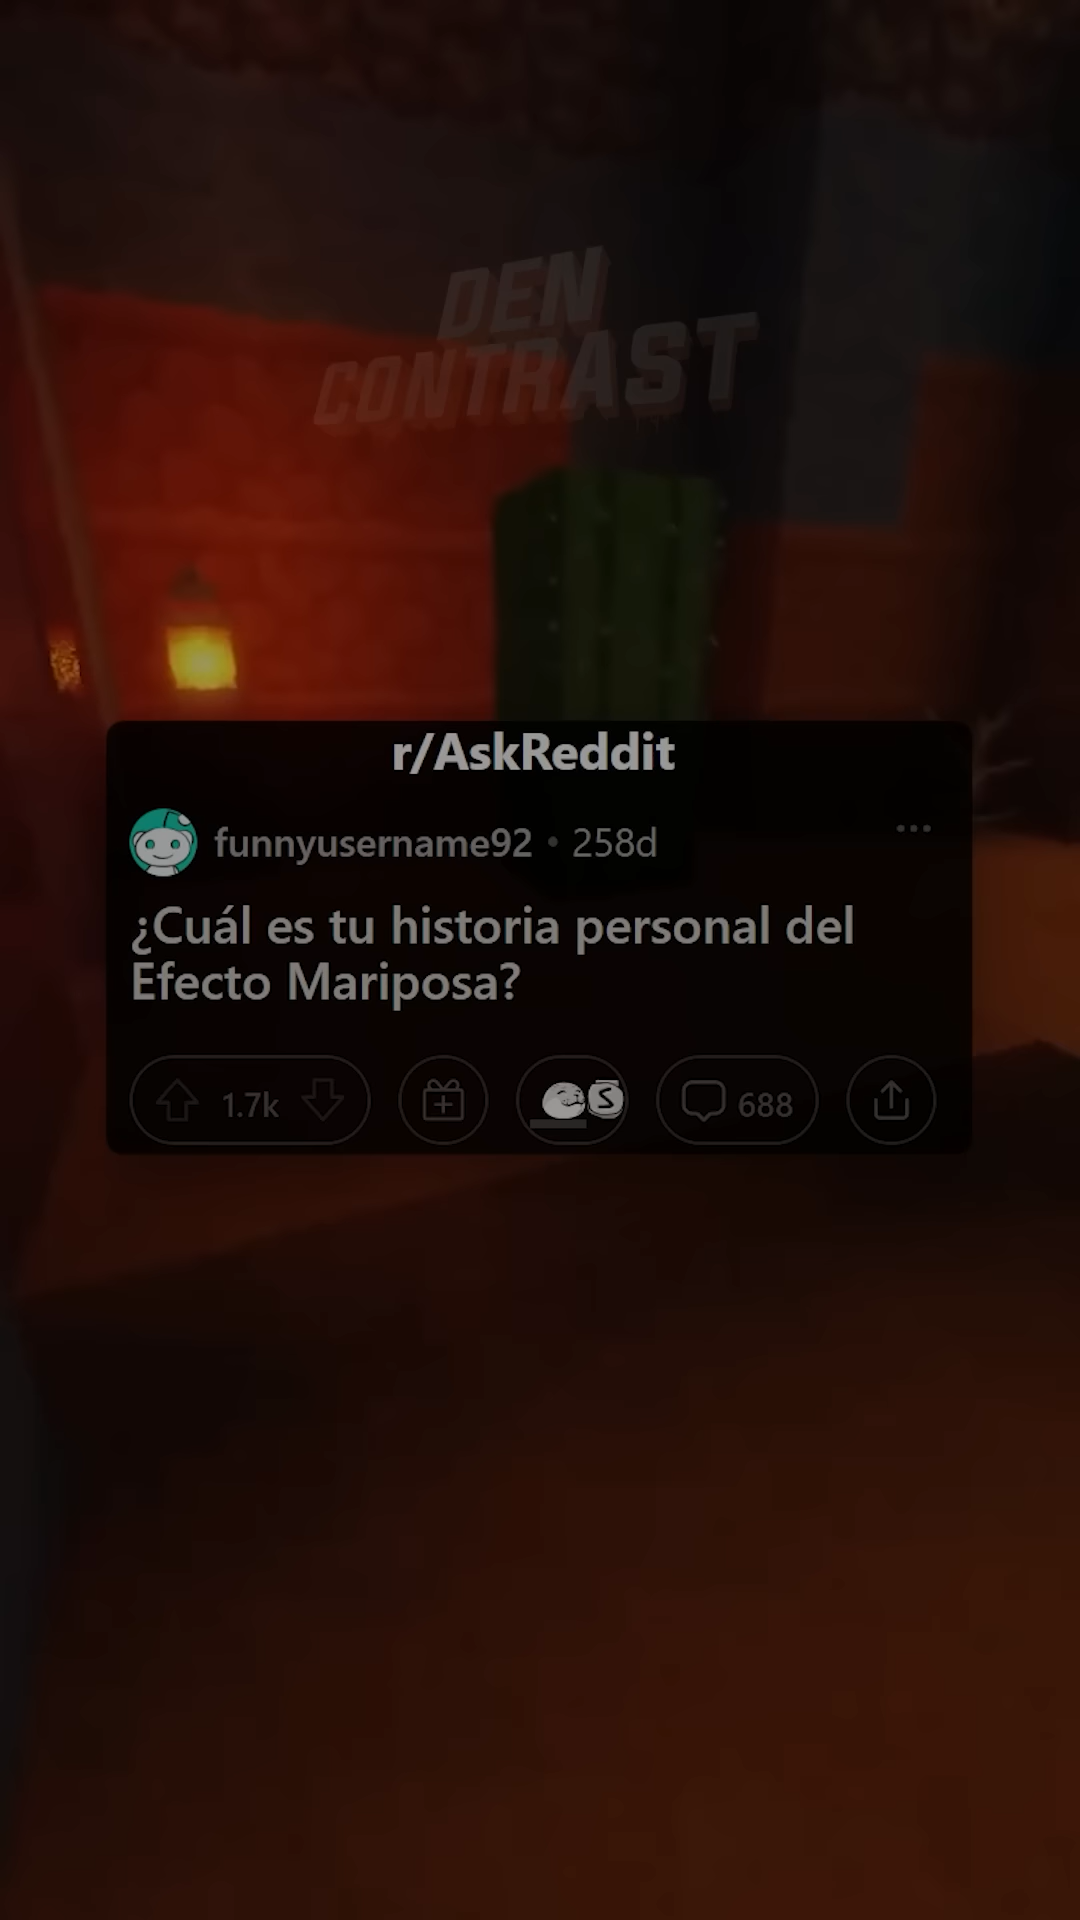 DEN
CONTRAST
r/AskReddit
funnyusername92 • 258d
¿Cuál es tu historia personal del
Efecto Mariposa?
1.7k
S
688